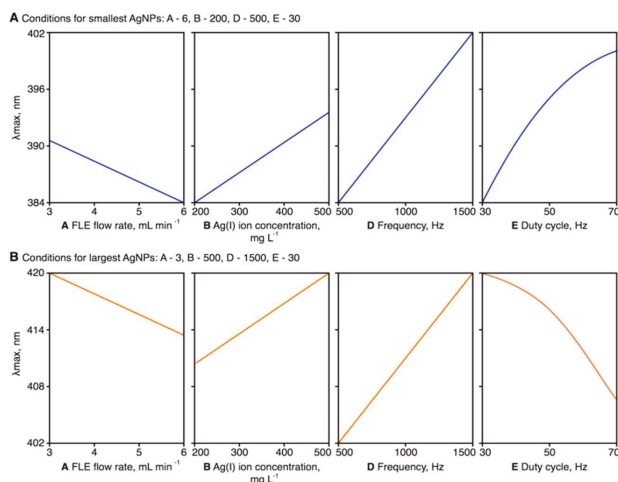 A Conditions for smallest AgNPs: A - 6, B - 200, D - 500, E - 30
402
396
390
384
λmax, nm
3 4 5 6
200 300 400 500
500 1000 1500
30 50 70
A FLE flow rate, mL min⁻¹
B Ag(I) ion concentration,
mg L⁻¹
D Frequency, Hz
E Duty cycle, Hz
B Conditions for largest AgNPs: A - 3, B - 500, D - 1500, E - 30
420
414
408
402
λmax, nm
3 4 5 6
200 300 400 500
500 1000 1500
30 50 70
A FLE flow rate, mL min⁻¹
B Ag(I) ion concentration,
mg L⁻¹
D Frequency, Hz
E Duty cycle, Hz